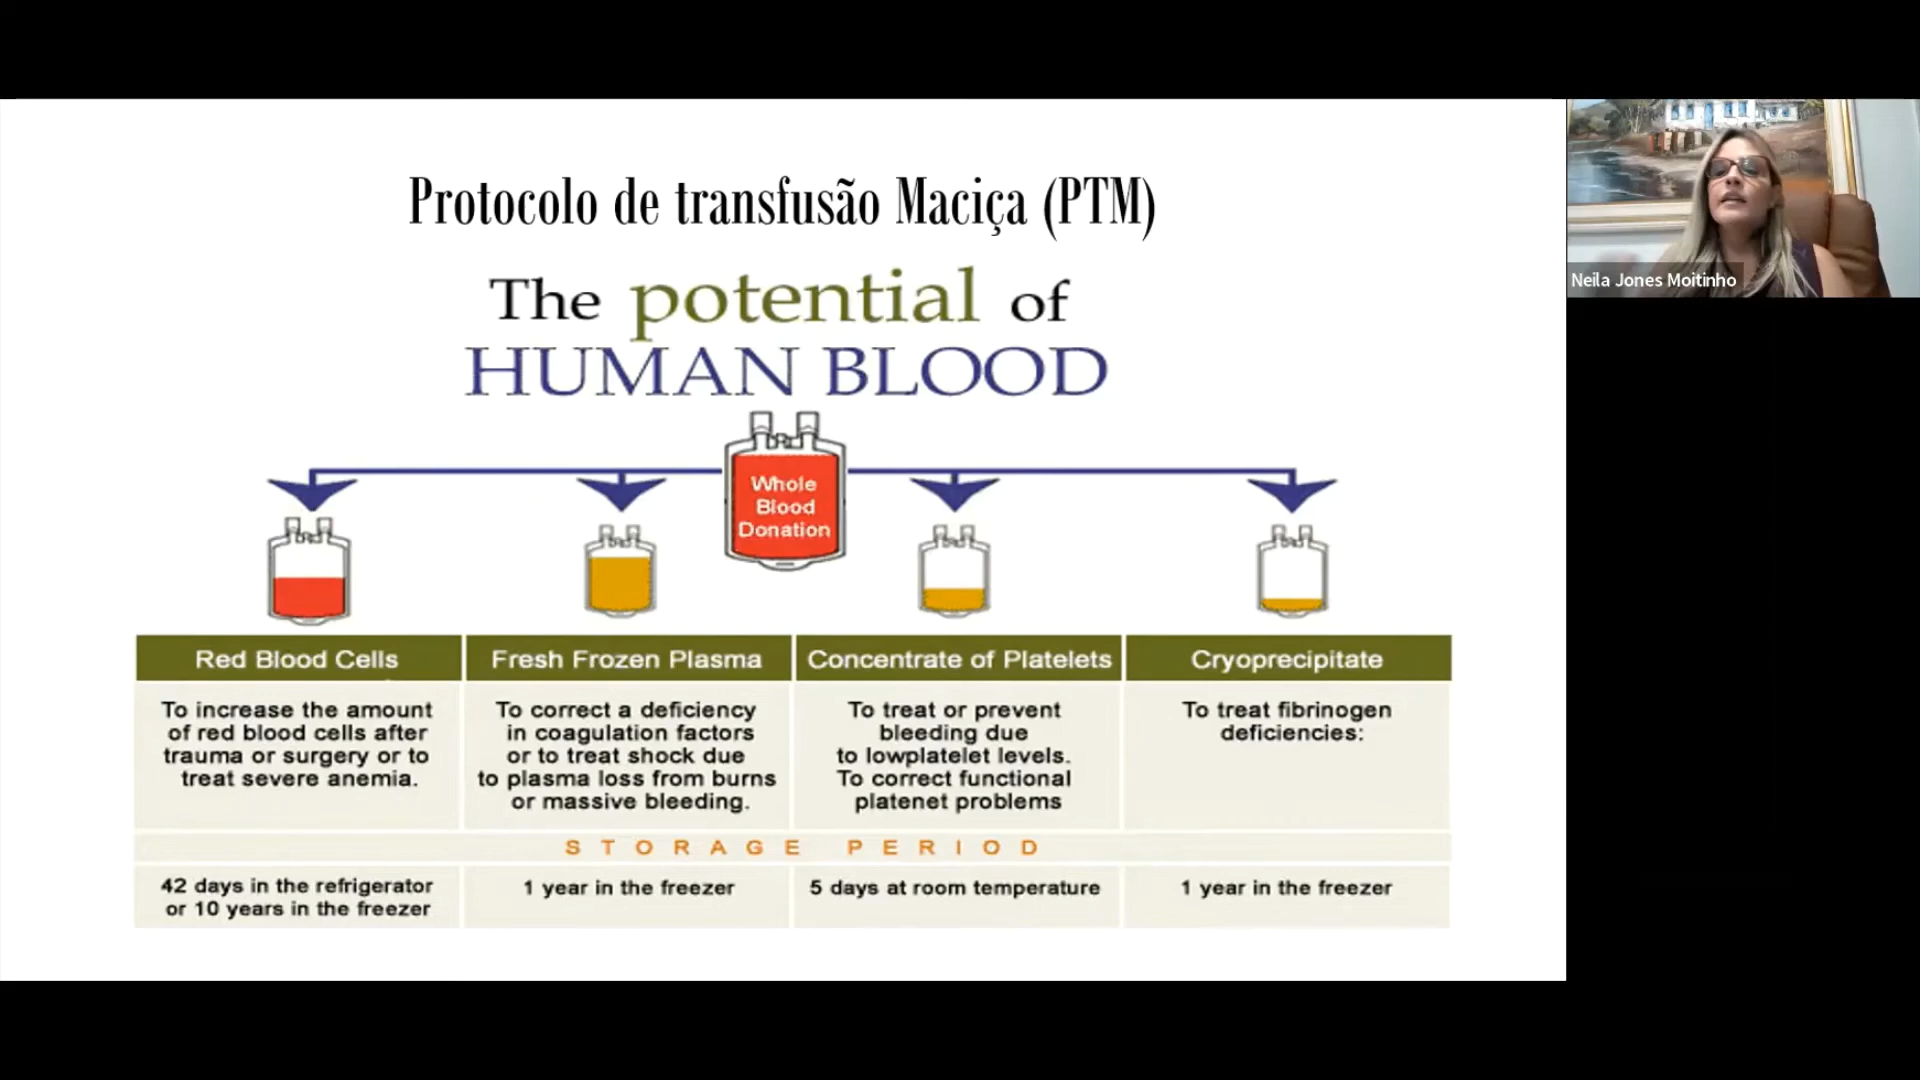 Protocolo de transfusão Maciça (PTM)
The potential of
HUMAN BLOOD
Whole
Blood
Donation
Red Blood Cells
To increase the amount
of red blood cells after
trauma or surgery or to
treat severe anemia.
Fresh Frozen Plasma
To correct a deficiency
in coagulation factors
or to treat shock due
to plasma loss from burns
or massive bleeding.
Concentrate of Platelets
To treat or prevent
bleeding due
to lowplatelet levels.
To correct functional
platenet problems
Cryoprecipitate
To treat fibrinogen
deficiencies:
STORAGE PERIOD
42 days in the refrigerator
or 10 years in the freezer
1 year in the freezer
5 days at room temperature
1 year in the freezer
Neila Jones Moitinho